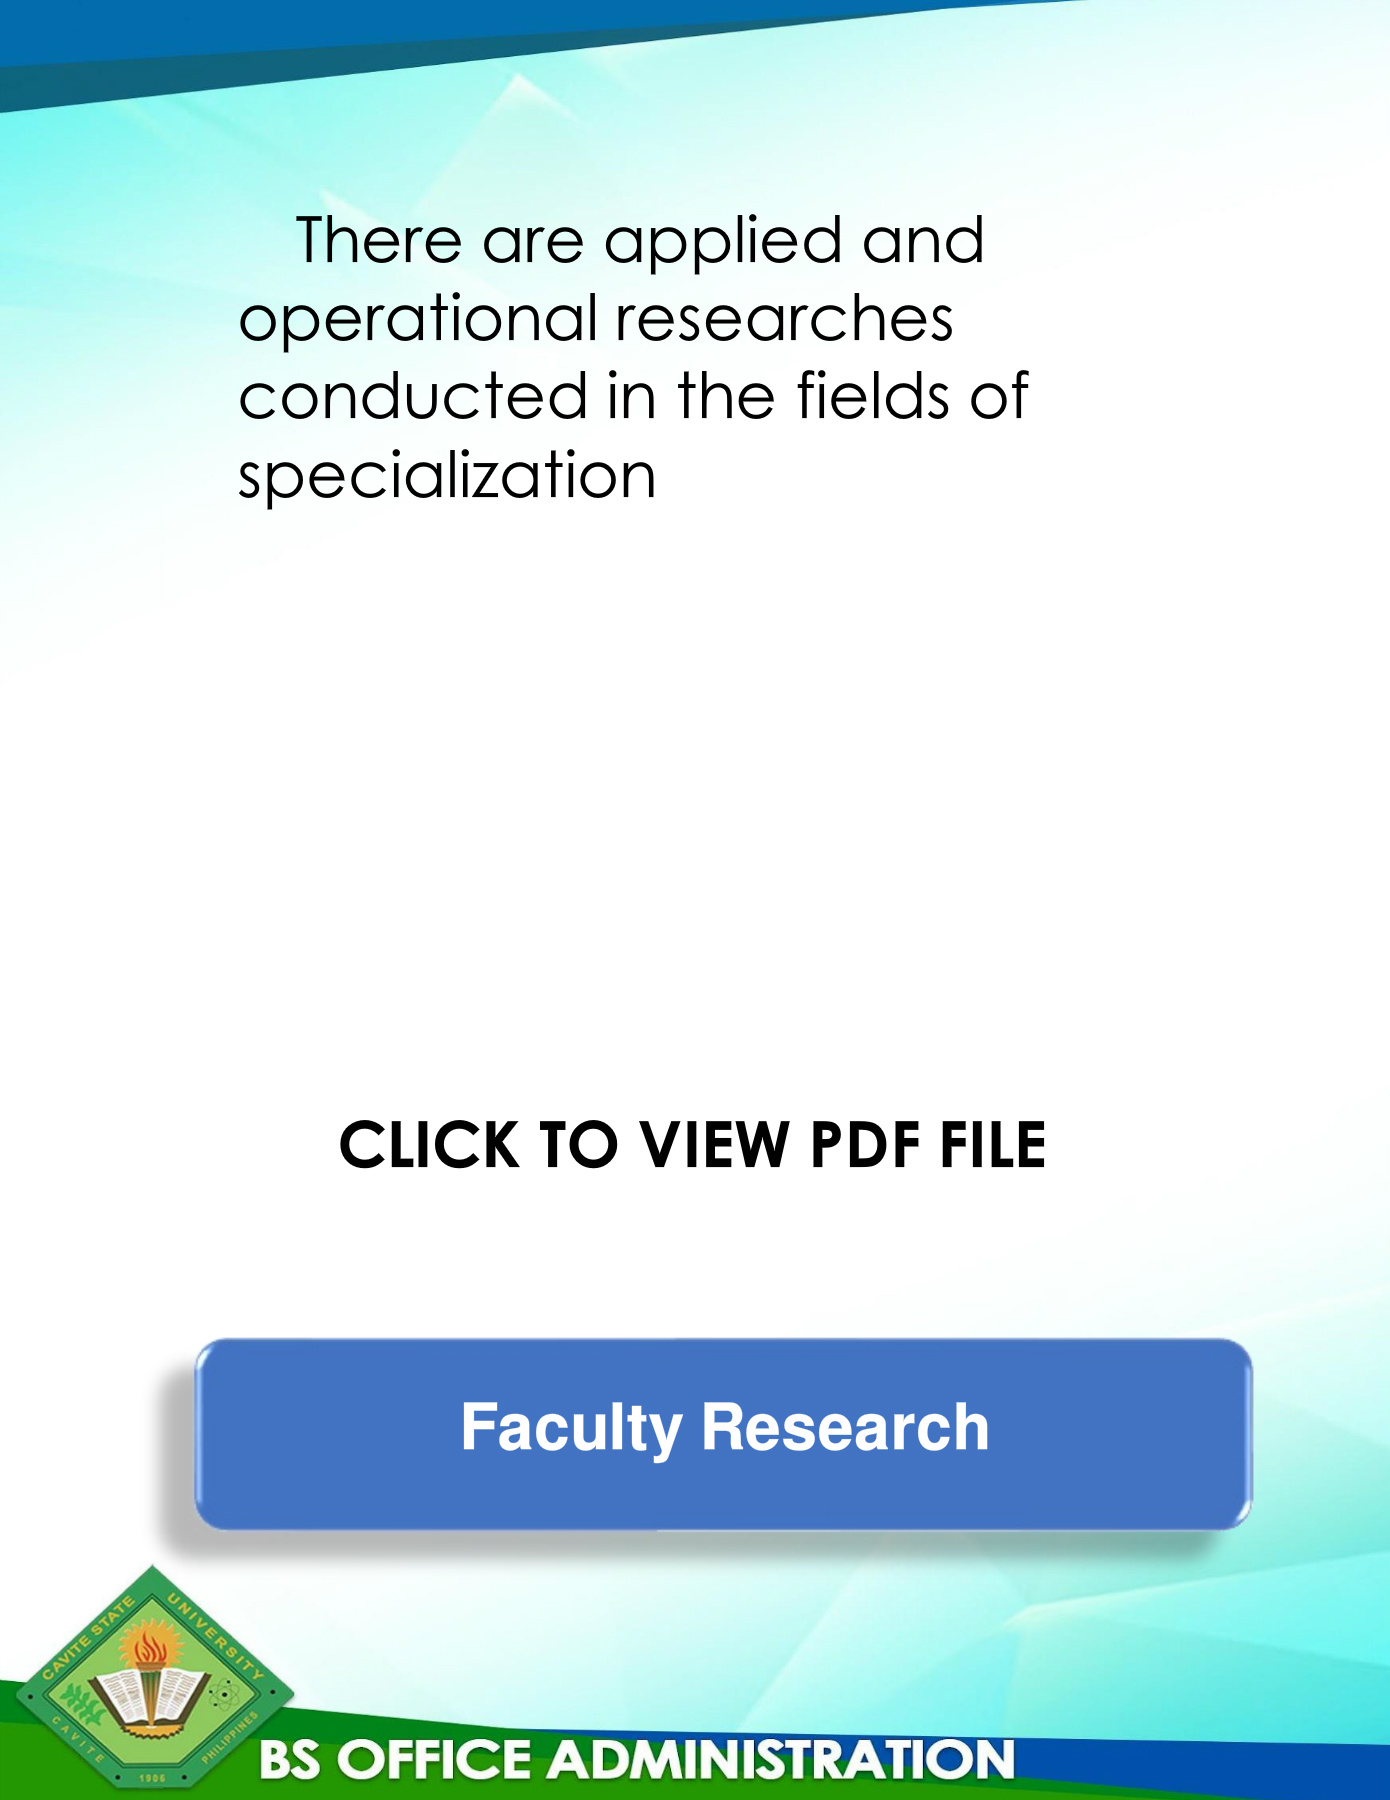 There are applied and
operational researches
conducted in the fields of
specialization
CLICK TO VIEW PDF FILE
Faculty Research
CAVITE STATE UNIVERSITY
CAVITE PHILIPPINES
1906
BS OFFICE ADMINISTRATION